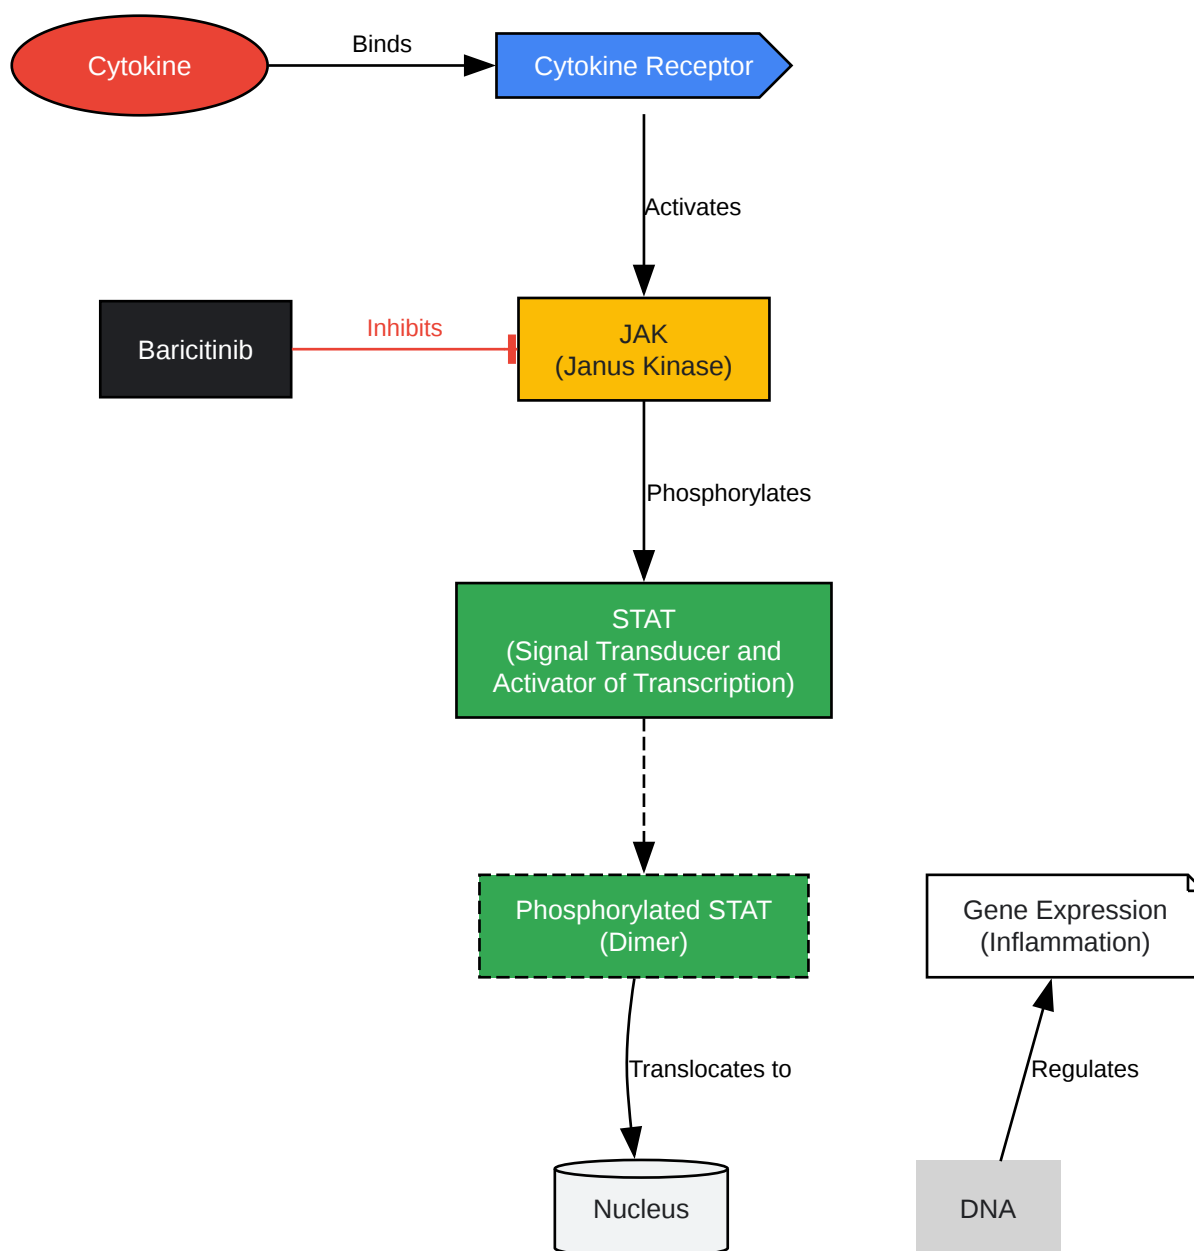 Cytokine
Binds
Cytokine Receptor
Activates
Baricitinib
Inhibits
JAK
(Janus Kinase)
Phosphorylates
STAT
(Signal Transducer and
Activator of Transcription)
Phosphorylated STAT
(Dimer)
Gene Expression
(Inflammation)
Translocates to
Regulates
Nucleus
DNA